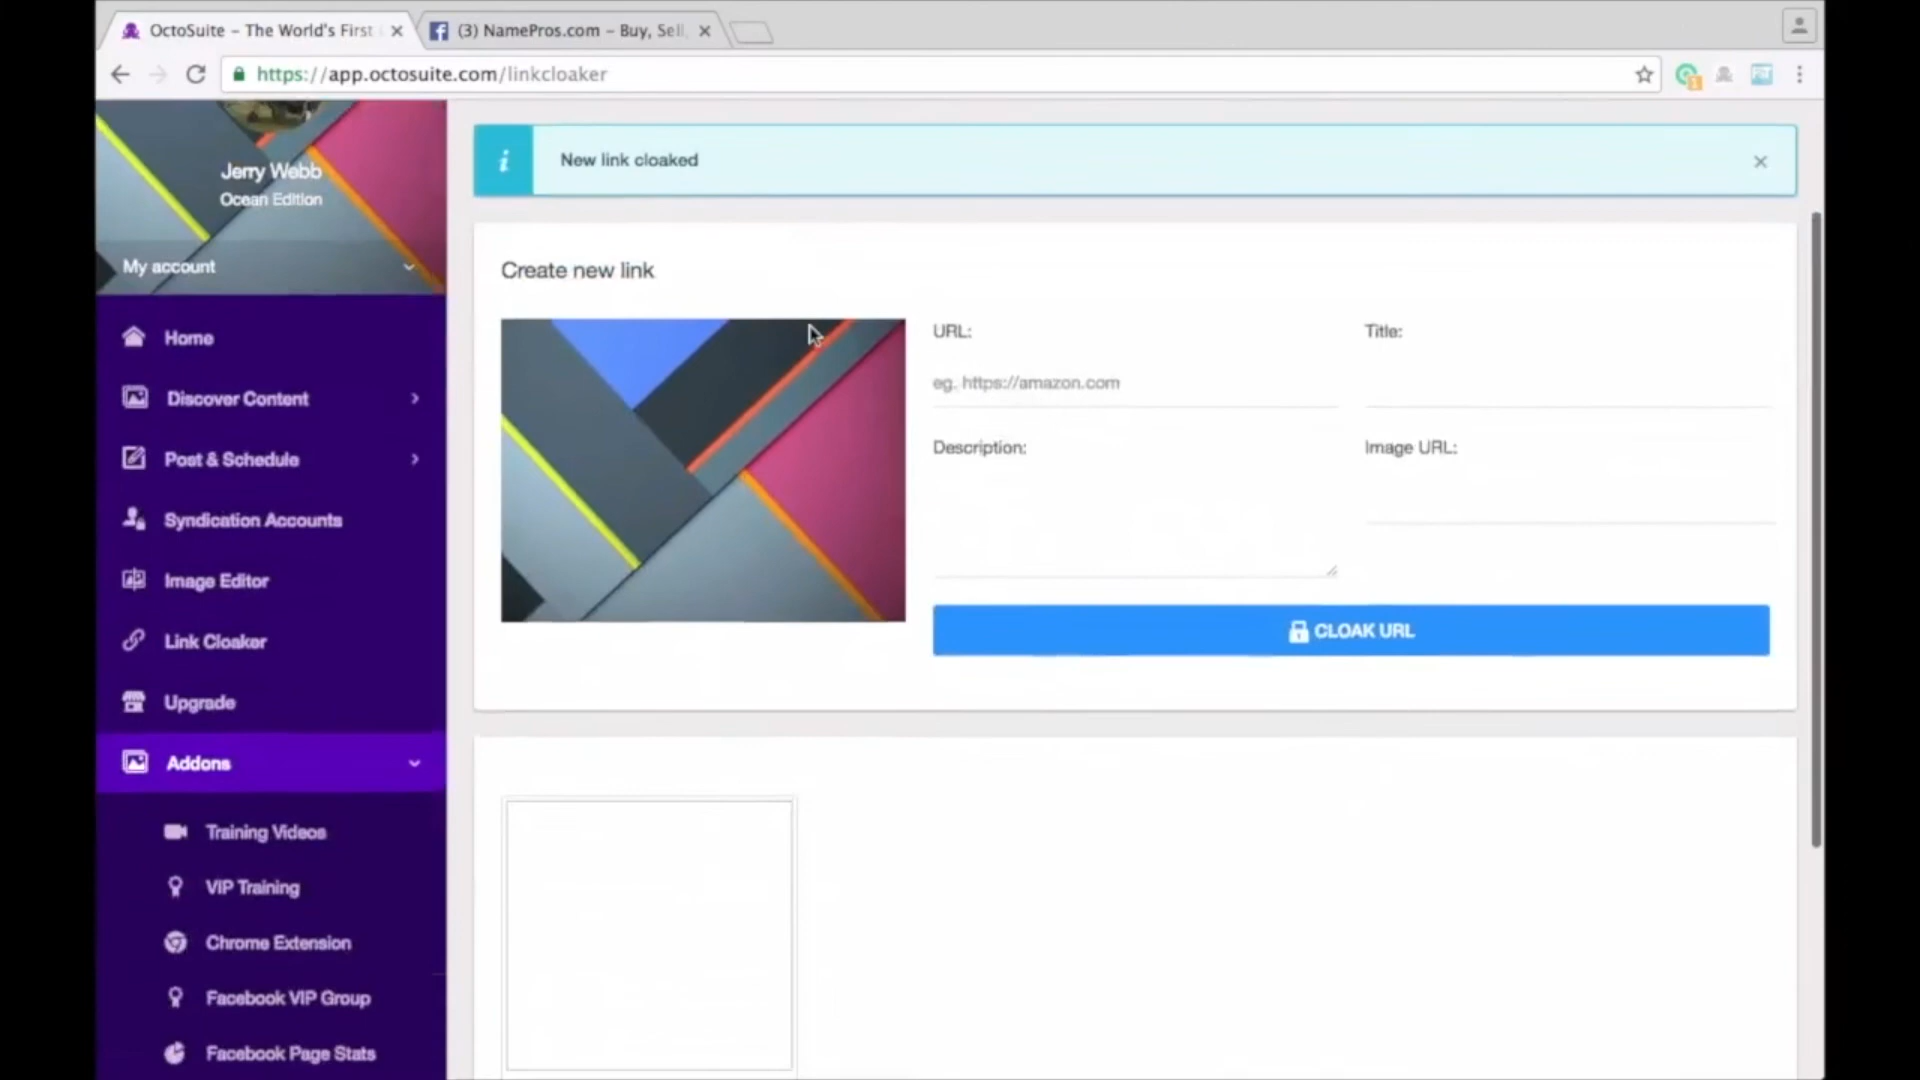 OctoSuite – The World's First
(3) NamePros.com – Buy, Sell,
https://app.octosuite.com/linkcloaker
Jerry Webb
Ocean Edition
My account
Home
Discover Content
Post & Schedule
Syndication Accounts
Image Editor
Link Cloaker
Upgrade
Addons
Training Videos
VIP Training
Chrome Extension
Facebook VIP Group
Facebook Page Stats
New link cloaked
Create new link
URL:
eg. https://amazon.com
Title:
Description:
Image URL:
CLOAK URL